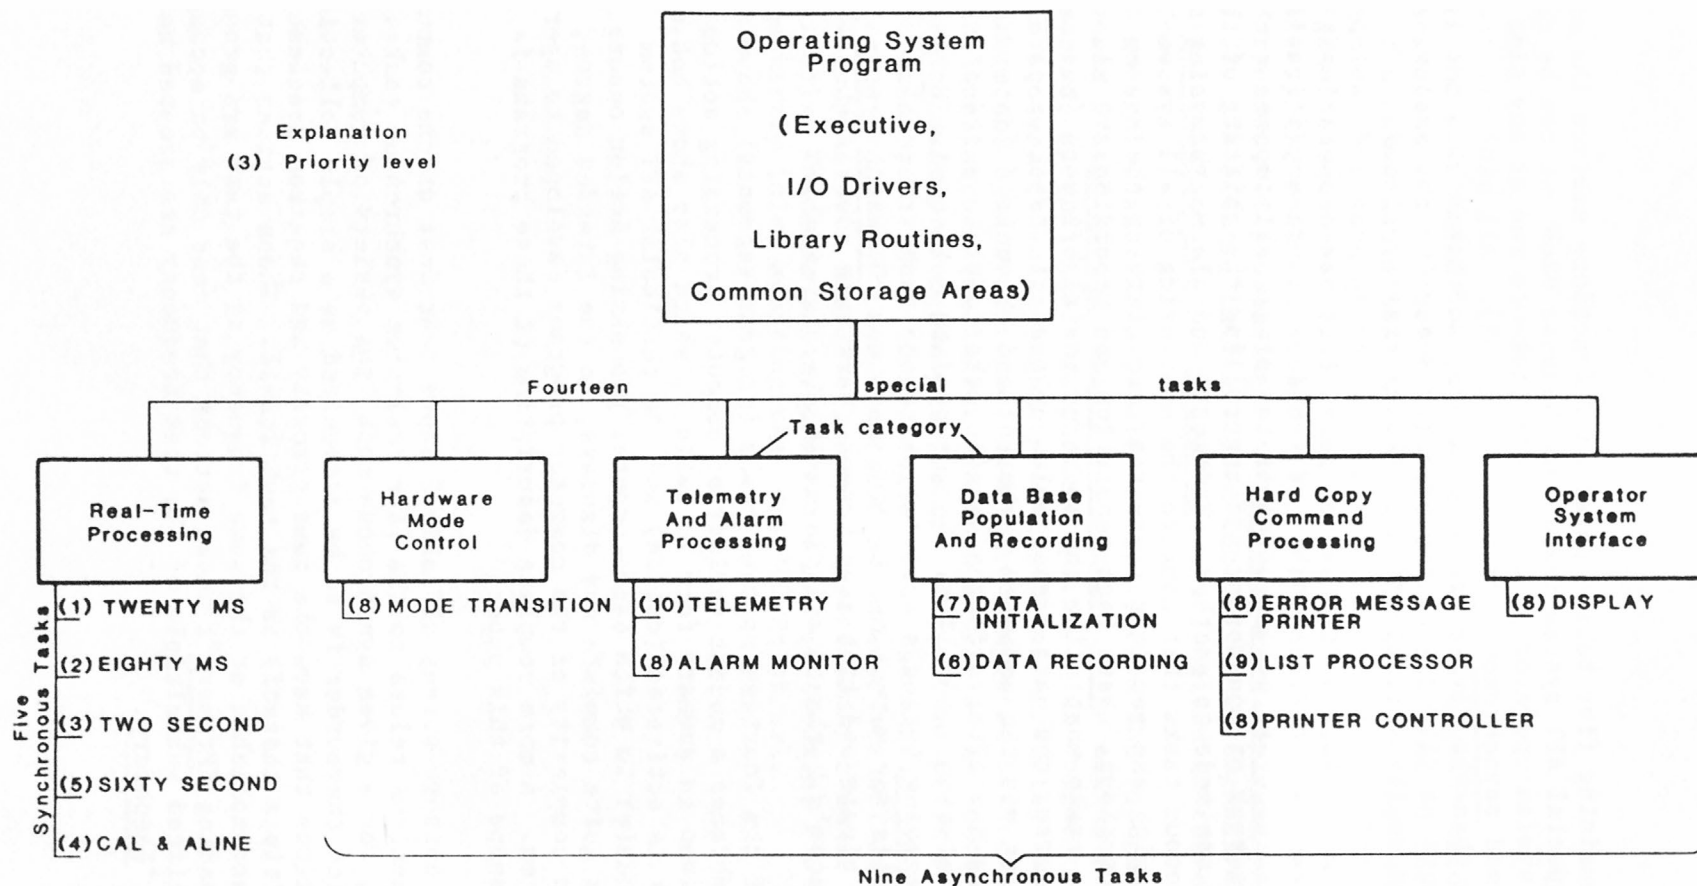 Operating System
Program
(Executive,
I/O Drivers,
Library Routines,
Common Storage Areas)
Explanation
(3) Priority level
Fourteen special tasks
Task category
Real-Time
Processing
(1) TWENTY MS
(2) EIGHTY MS
(3) TWO SECOND
(5) SIXTY SECOND
(4) CAL & ALINE
Five
Synchronous Tasks
Hardware
Mode
Control
(8) MODE TRANSITION
Telemetry
And Alarm
Processing
(10) TELEMETRY
(8) ALARM MONITOR
Data Base
Population
And Recording
(7) DATA
INITIALIZATION
(6) DATA RECORDING
Hard Copy
Command
Processing
(8) ERROR MESSAGE
PRINTER
(9) LIST PROCESSOR
(8) PRINTER CONTROLLER
Operator
System
Interface
(8) DISPLAY
Nine Asynchronous Tasks